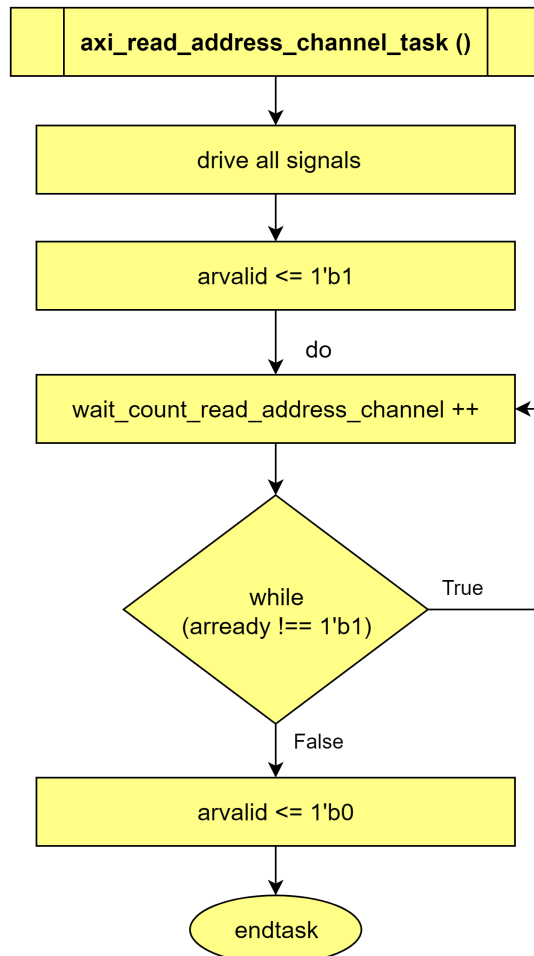 axi_read_address_channel_task ()
drive all signals
arvalid <= 1'b1
do
wait_count_read_address_channel ++
while
(arready !== 1'b1)
True
False
arvalid <= 1'b0
endtask